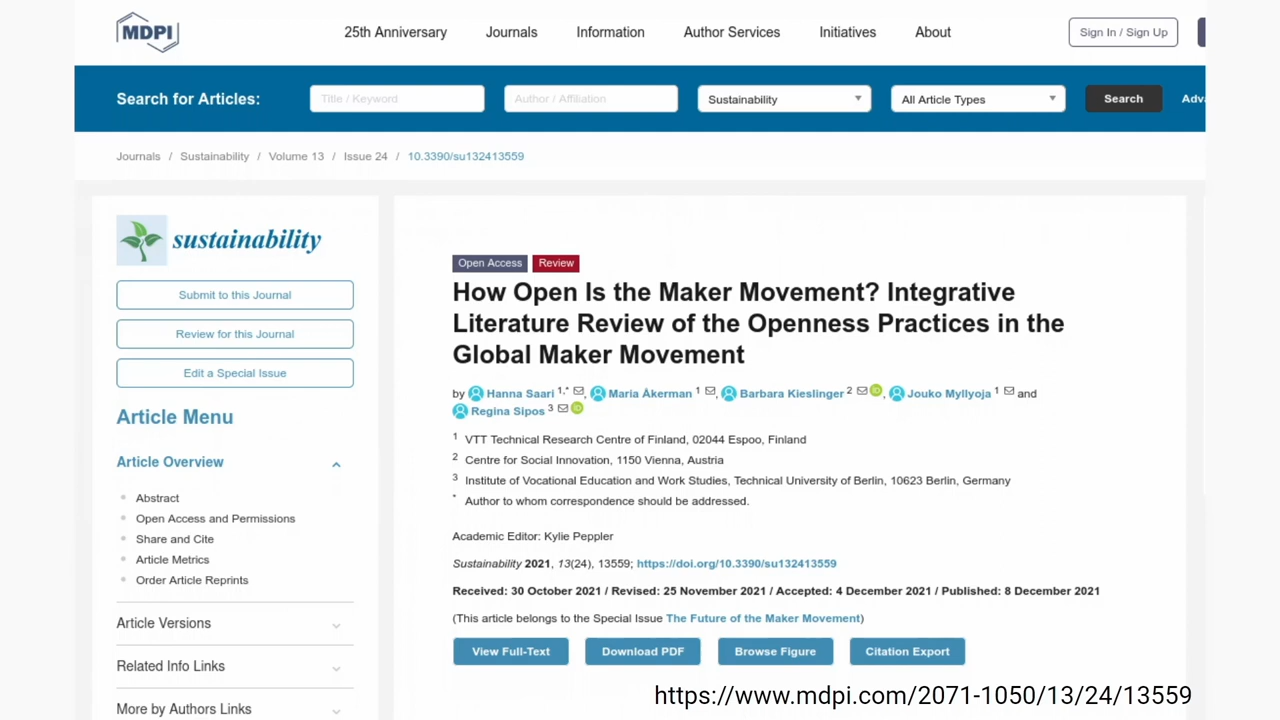 MDPI
25th Anniversary Journals Information Author Services Initiatives About Sign In / Sign Up
Search for Articles: Title / Keyword Author / Affiliation Sustainability All Article Types Search
Journals / Sustainability / Volume 13 / Issue 24 / 10.3390/su132413559
sustainability
Submit to this Journal
Review for this Journal
Edit a Special Issue
Article Menu
Article Overview
Abstract
Open Access and Permissions
Share and Cite
Article Metrics
Order Article Reprints
Article Versions
Related Info Links
More by Authors Links
Open Access Review
How Open Is the Maker Movement? Integrative
Literature Review of the Openness Practices in the
Global Maker Movement
by Hanna Saari 1,* , Maria Åkerman 1 , Barbara Kieslinger 2 iD , Jouko Myllyoja 1 and
Regina Sipos 3 iD
1 VTT Technical Research Centre of Finland, 02044 Espoo, Finland
2 Centre for Social Innovation, 1150 Vienna, Austria
3 Institute of Vocational Education and Work Studies, Technical University of Berlin, 10623 Berlin, Germany
* Author to whom correspondence should be addressed.
Academic Editor: Kylie Peppler
Sustainability 2021, 13(24), 13559; https://doi.org/10.3390/su132413559
Received: 30 October 2021 / Revised: 25 November 2021 / Accepted: 4 December 2021 / Published: 8 December 2021
(This article belongs to the Special Issue The Future of the Maker Movement)
View Full-Text Download PDF Browse Figure Citation Export
https://www.mdpi.com/2071-1050/13/24/13559